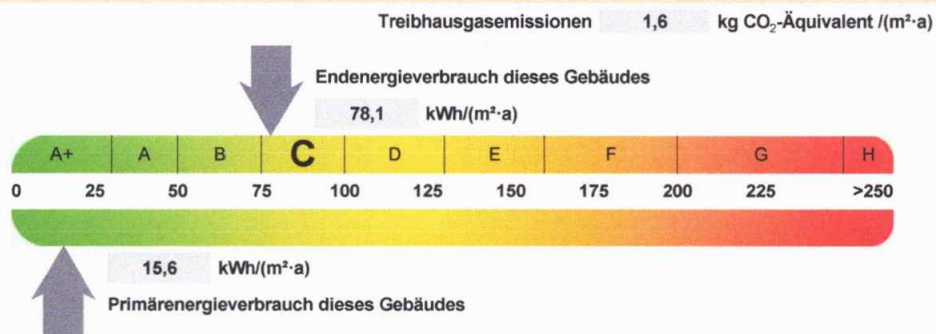 Treibhausgasemissionen 1,6 kg CO₂-Äquivalent /(m²·a)
Endenergieverbrauch dieses Gebäudes
78,1 kWh/(m²·a)
A+ A B C D E F G H
0 25 50 75 100 125 150 175 200 225 >250
15,6 kWh/(m²·a)
Primärenergieverbrauch dieses Gebäudes